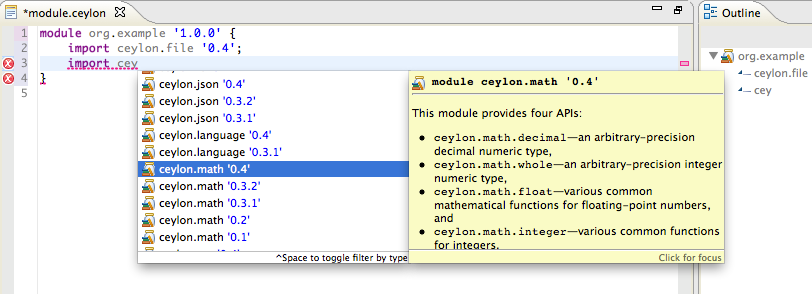 *module.ceylon
Outline
1 module org.example '1.0.0' {
2 import ceylon.file '0.4';
3 import cey
4 }
5
org.example
ceylon.file
cey
ceylon.json '0.4'
ceylon.json '0.3.2'
ceylon.json '0.3.1'
ceylon.language '0.4'
ceylon.language '0.3.1'
ceylon.math '0.4'
ceylon.math '0.3.2'
ceylon.math '0.3.1'
ceylon.math '0.2'
ceylon.math '0.1'
^Space to toggle filter by type
module ceylon.math '0.4'
This module provides four APIs:
• ceylon.math.decimal—an arbitrary-precision
decimal numeric type,
• ceylon.math.whole—an arbitrary-precision integer
numeric type,
• ceylon.math.float—various common
mathematical functions for floating-point numbers,
and
• ceylon.math.integer—various common functions
for integers.
Click for focus